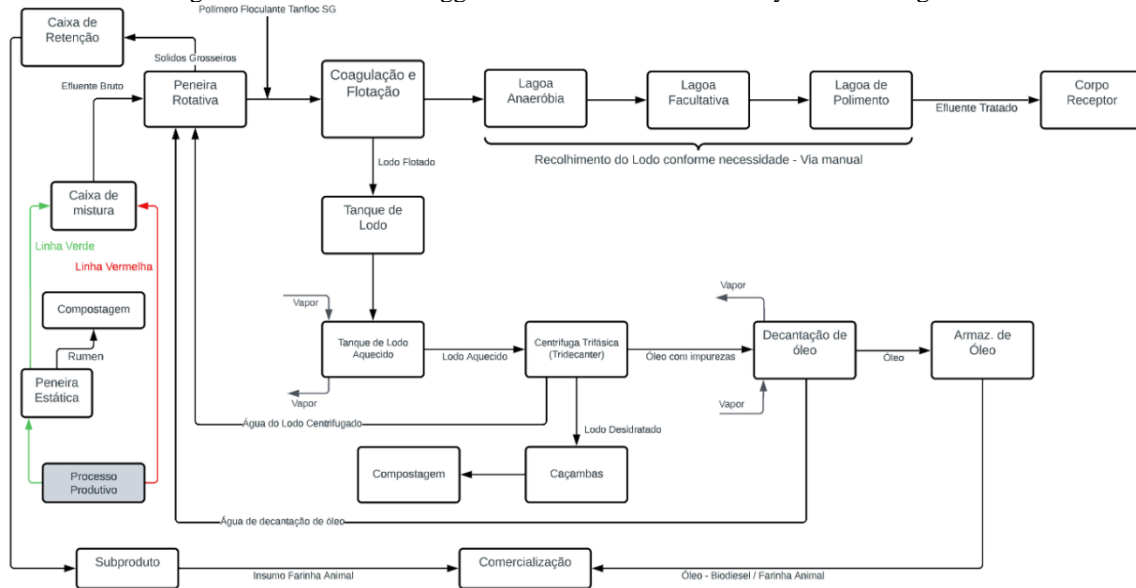 Polímero Floculante Tanfloc SG
Caixa de
Retenção
Solidos Grosseiros
Efluente Bruto
Peneira
Rotativa
Coagulação e
Flotação
Lagoa
Anaeróbia
Lagoa
Facultativa
Lagoa de
Polimento
Efluente Tratado
Corpo
Receptor
Recolhimento do Lodo conforme necessidade - Via manual
Lodo Flotado
Caixa de
mistura
Tanque de
Lodo
Linha Verde
Linha Vermelha
Compostagem
Rumen
Peneira
Estática
Processo
Produtivo
Vapor
Tanque de Lodo
Aquecido
Vapor
Lodo Aquecido
Centrifuga Trifásica
(Tridecanter)
Óleo com impurezas
Vapor
Decantação de
óleo
Vapor
Óleo
Armaz. de
Óleo
Água do Lodo Centrifugado
Lodo Desidratado
Compostagem
Caçambas
Água de decantação de óleo
Subproduto
Insumo Farinha Animal
Comercialização
Óleo - Biodiesel / Farinha Animal